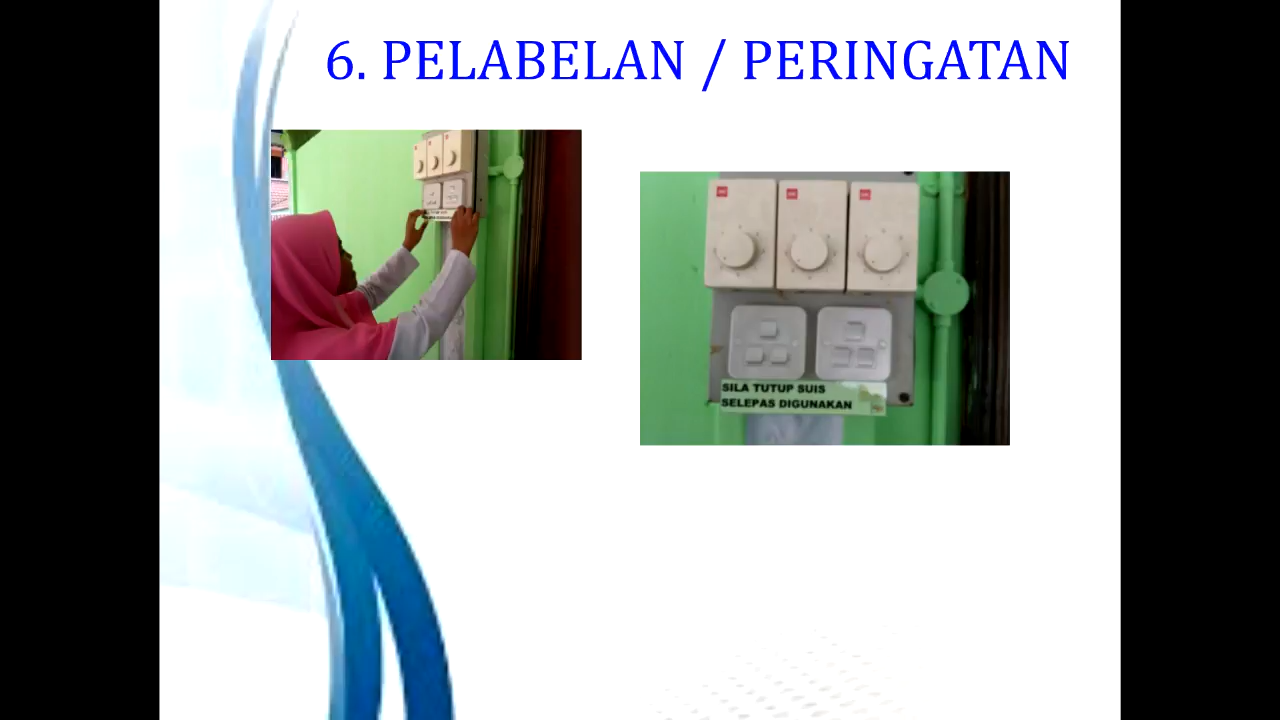 6. PELABELAN / PERINGATAN
SILA TUTUP SUIS
SELEPAS DIGUNAKAN